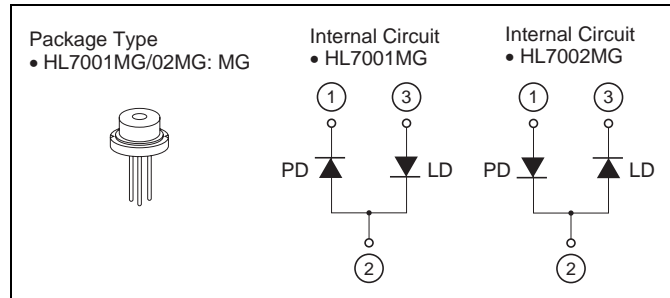 Package Type
• HL7001MG/02MG: MG
Internal Circuit
• HL7001MG
1
3
PD
LD
2
Internal Circuit
• HL7002MG
1
3
PD
LD
2